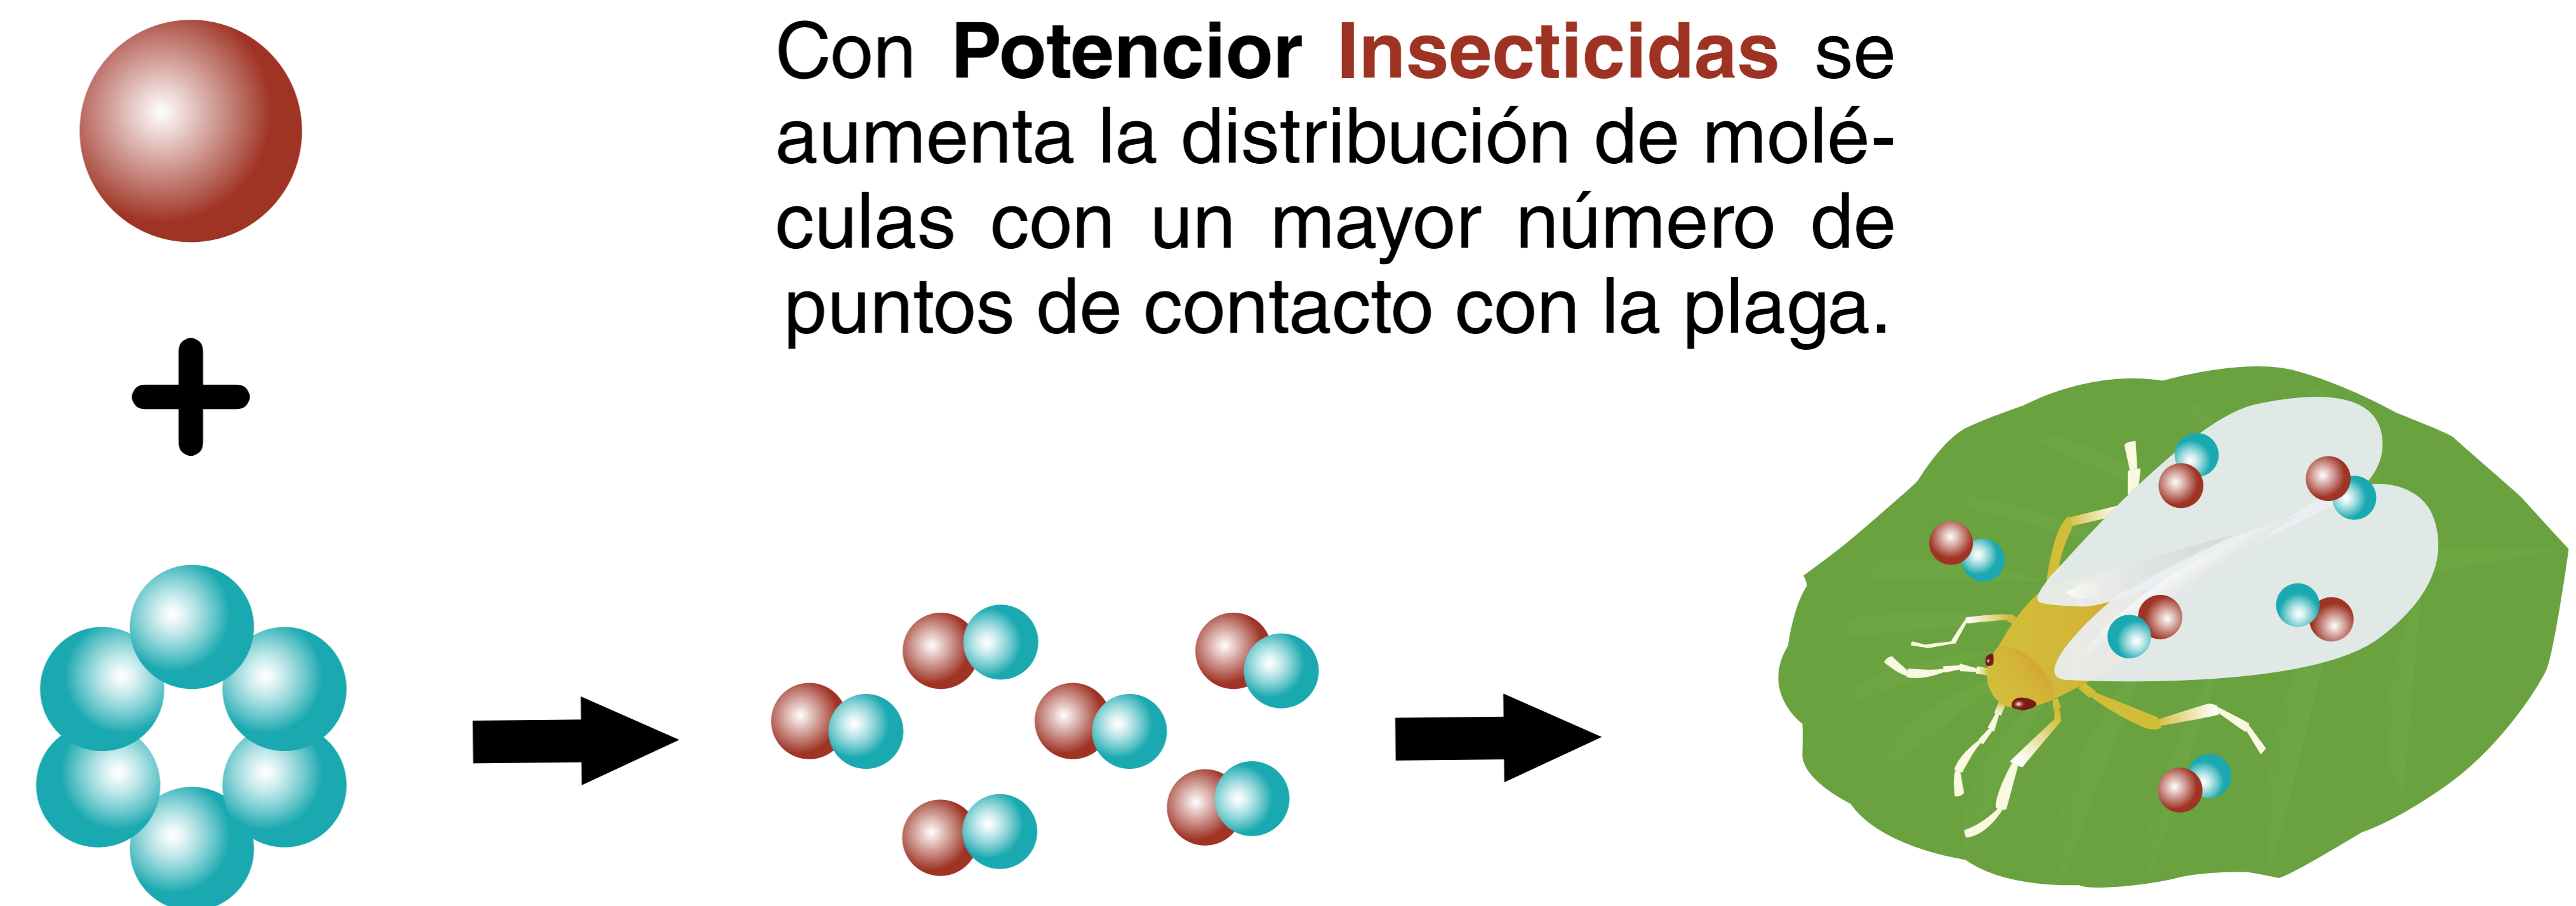 Con Potencior Insecticidas se
aumenta la distribución de molé-
culas con un mayor número de
puntos de contacto con la plaga.